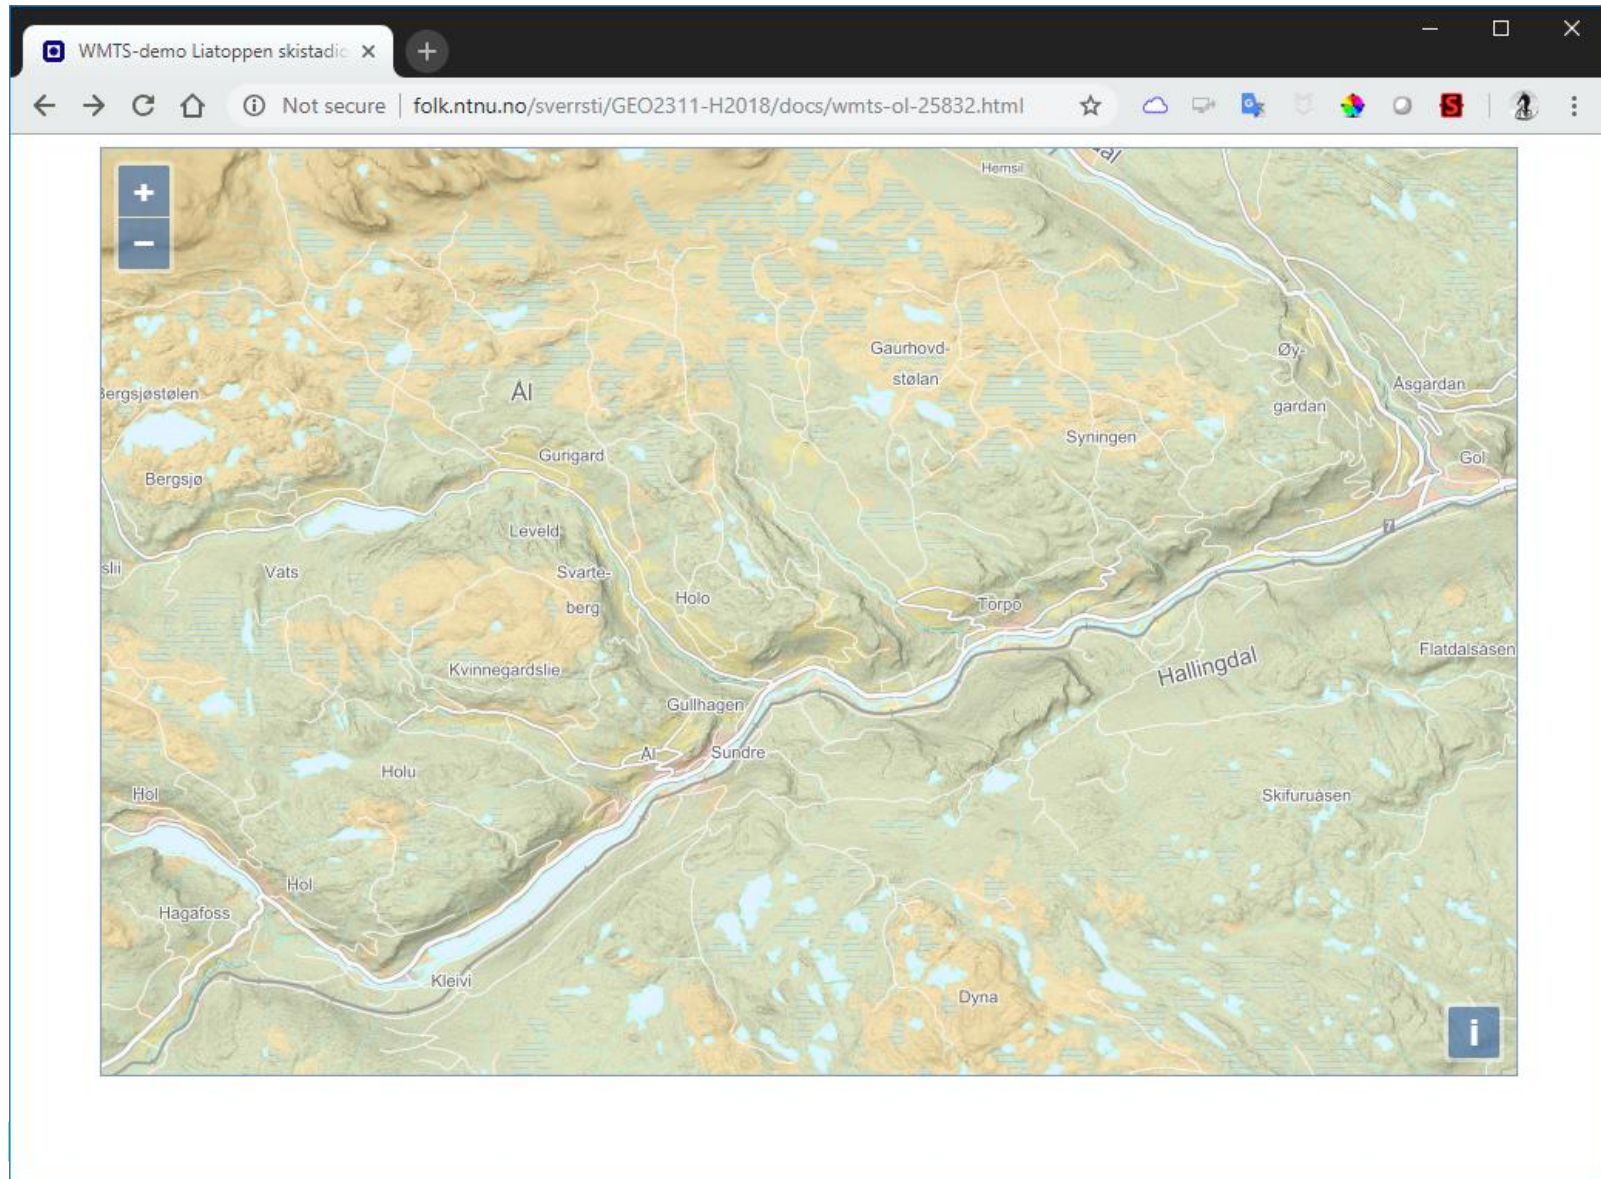 WMTS-demo Liatoppen skistadio
Not secure
folk.ntnu.no/sverrsti/GEO2311-H2018/docs/wmts-ol-25832.html
+
−
Hemsil
Gaurhovd-
stølan
Øy-
gardan
Åsgardan
Bergsjøstølen
Ål
Syningen
Gurigard
Gol
Bergsjø
7
Leveld
Vats
Svarte-
berg
Holo
Torpo
Flatdalsåsen
Kvinnegardslie
Hallingdal
Gullhagen
Ål
Sundre
Holu
Hol
Skifuruåsen
Hol
Hagafoss
Kleivi
Dyna
i